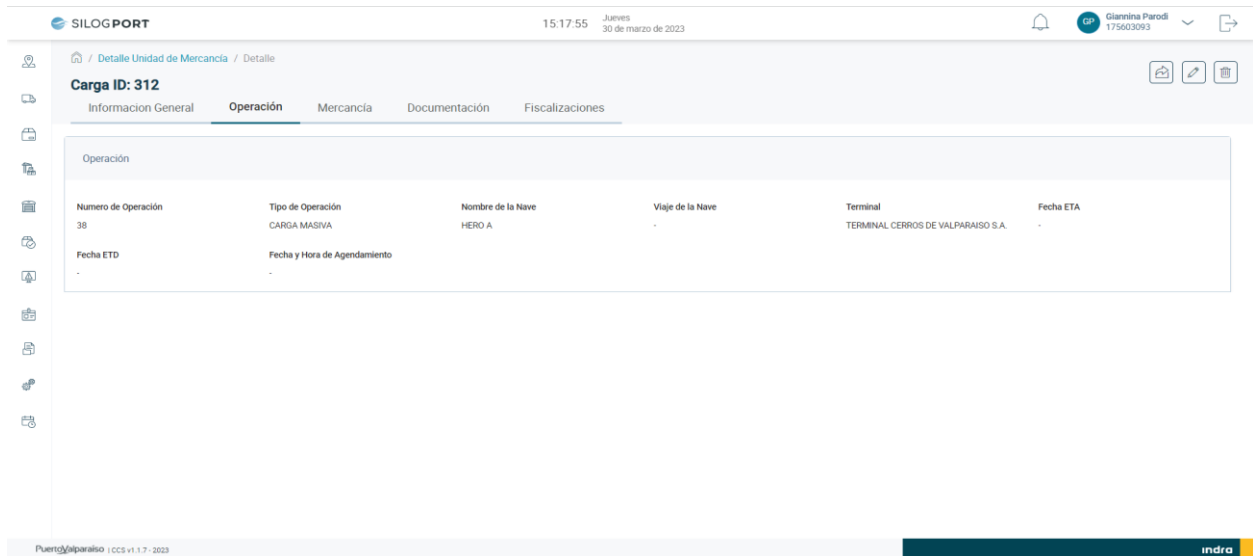 SILOGPORT
15:17:55
Jueves
30 de marzo de 2023
GP
Giannina Parodi
175603093
/ Detalle Unidad de Mercancía / Detalle
Carga ID: 312
Informacion General Operación Mercancía Documentación Fiscalizaciones
Operación
Numero de Operación Tipo de Operación Nombre de la Nave Viaje de la Nave Terminal Fecha ETA
38 CARGA MASIVA HERO A - TERMINAL CERROS DE VALPARAISO S.A. -
Fecha ETD Fecha y Hora de Agendamiento
- -
PuertoValparaíso | CCS v1.1.7 - 2023
indra